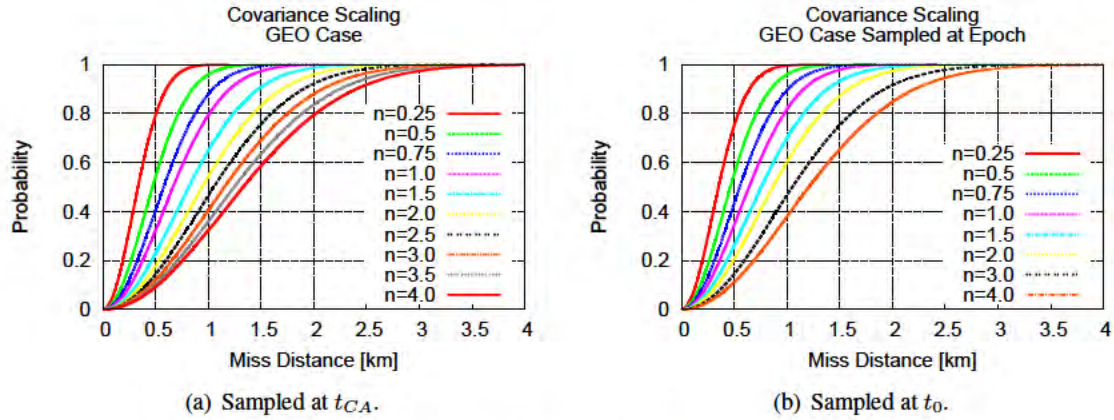 Covariance Scaling
GEO Case
1
0.8
0.6
0.4
0.2
0
Probability
0 0.5 1 1.5 2 2.5 3 3.5 4
Miss Distance [km]
n=0.25
n=0.5
n=0.75
n=1.0
n=1.5
n=2.0
n=2.5
n=3.0
n=3.5
n=4.0
(a) Sampled at t_CA.
Covariance Scaling
GEO Case Sampled at Epoch
1
0.8
0.6
0.4
0.2
0
Probability
0 0.5 1 1.5 2 2.5 3 3.5 4
Miss Distance [km]
n=0.25
n=0.5
n=0.75
n=1.0
n=1.5
n=2.0
n=3.0
n=4.0
(b) Sampled at t_0.